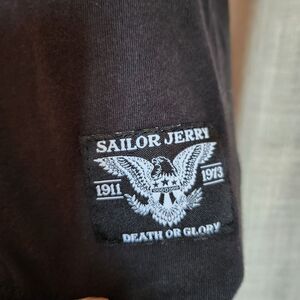 SAILOR JERRY
1911 1973
DEATH OR GLORY